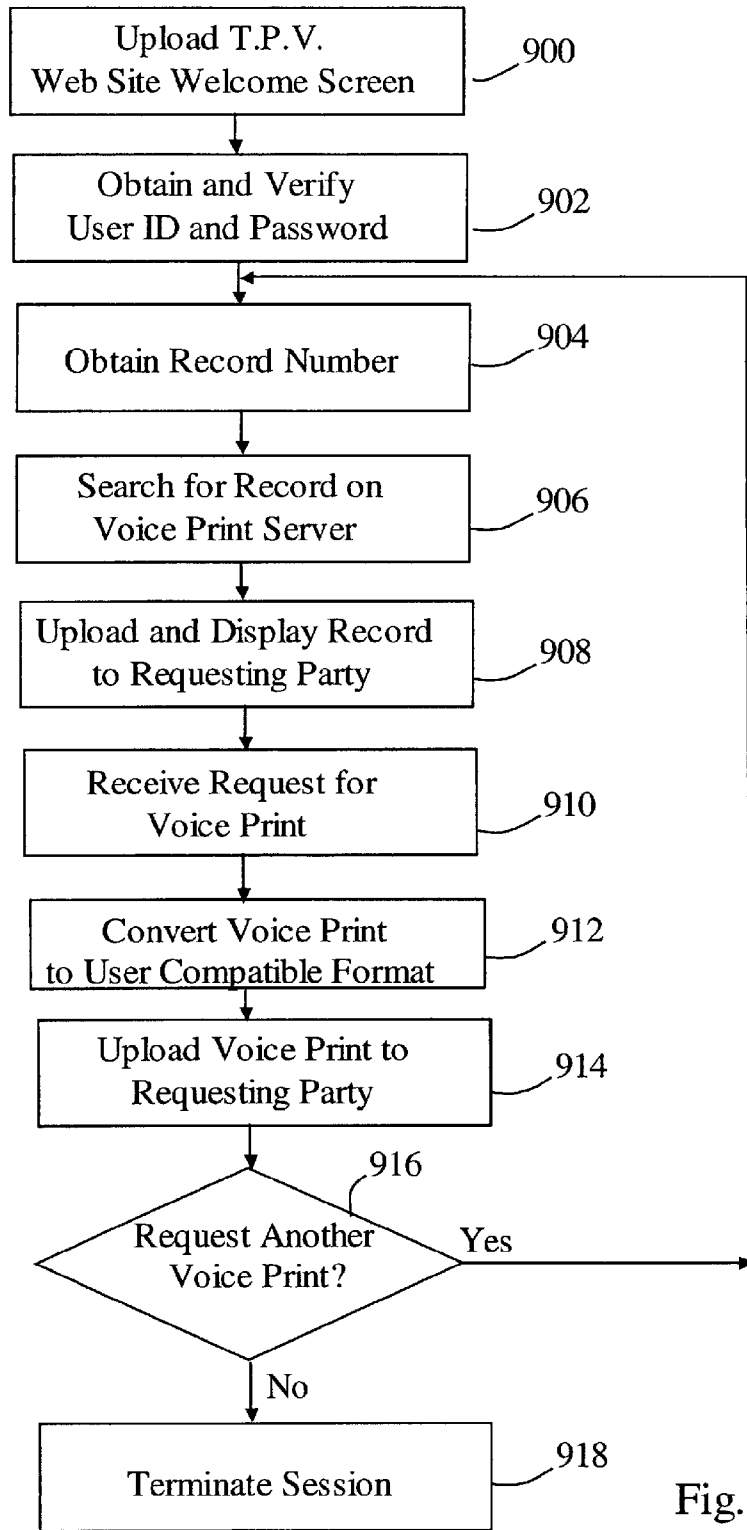 Upload T.P.V.
Web Site Welcome Screen
900
Obtain and Verify
User ID and Password
902
Obtain Record Number
904
Search for Record on
Voice Print Server
906
Upload and Display Record
to Requesting Party
908
Receive Request for
Voice Print
910
Convert Voice Print
to User Compatible Format
912
Upload Voice Print to
Requesting Party
914
916
Request Another
Voice Print?
Yes
No
Terminate Session
918
Fig.